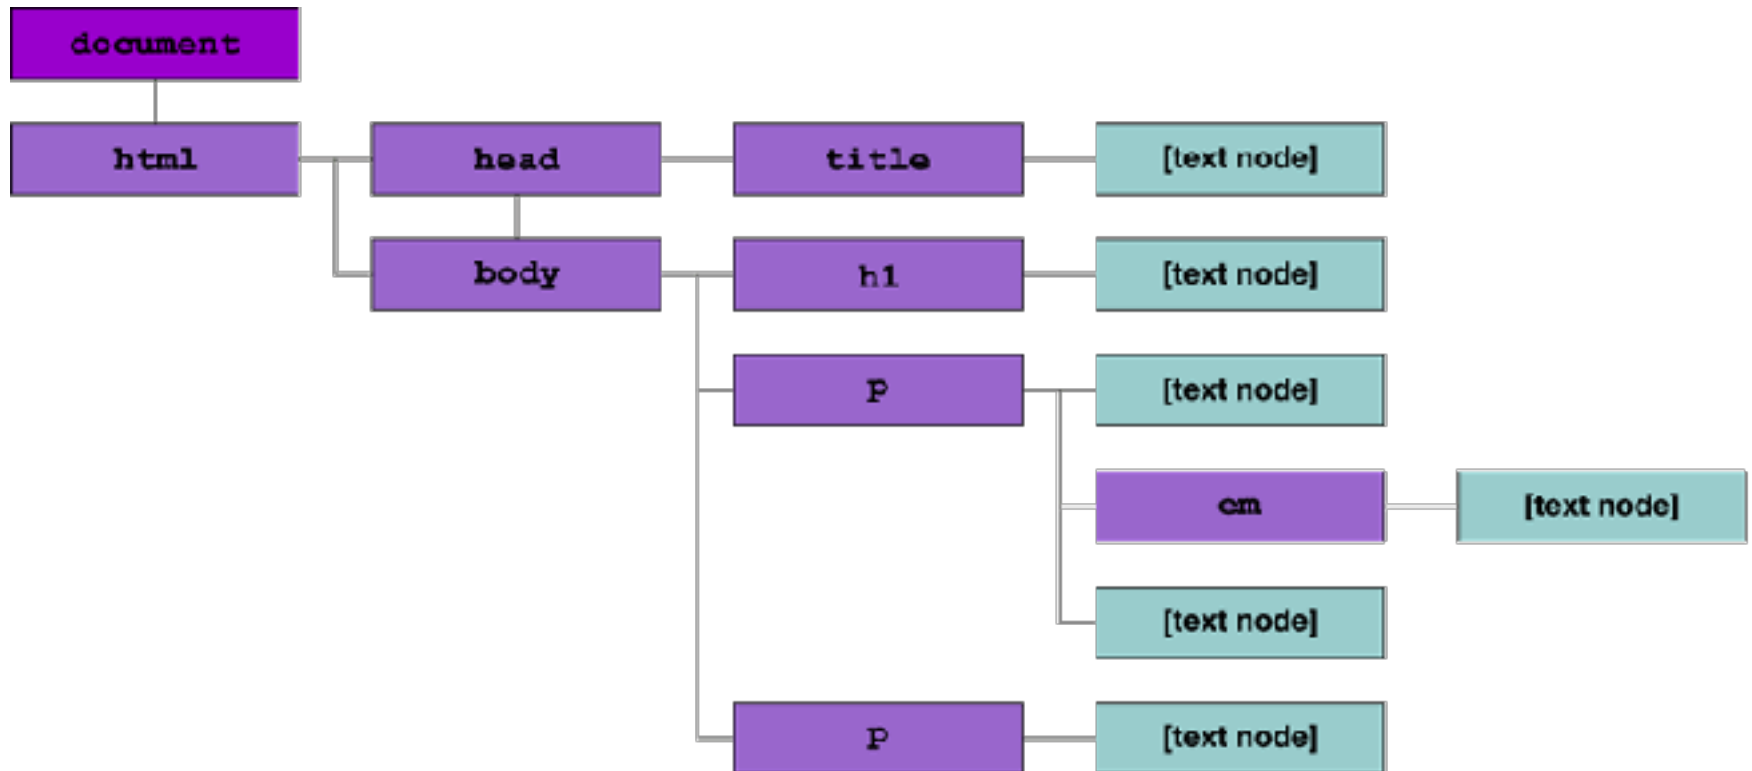 document
html
head
title
[text node]
body
h1
[text node]
p
[text node]
em
[text node]
[text node]
p
[text node]